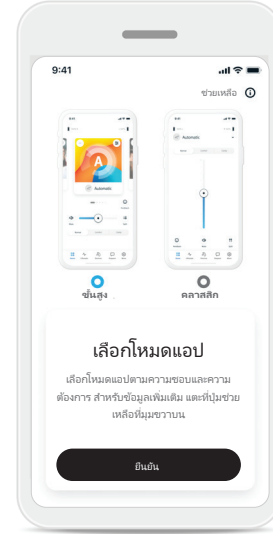 9:41
ช่วยเหลือ
Automatic
Automatic
ขั้นสูง
คลาสสิก
เลือกโหมดแอป
เลือกโหมดแอปตามความชอบและความ
ต้องการ สำหรับข้อมูลเพิ่มเติม แตะที่ปุ่มช่วย
เหลือที่มุมขวาบน
ยืนยัน